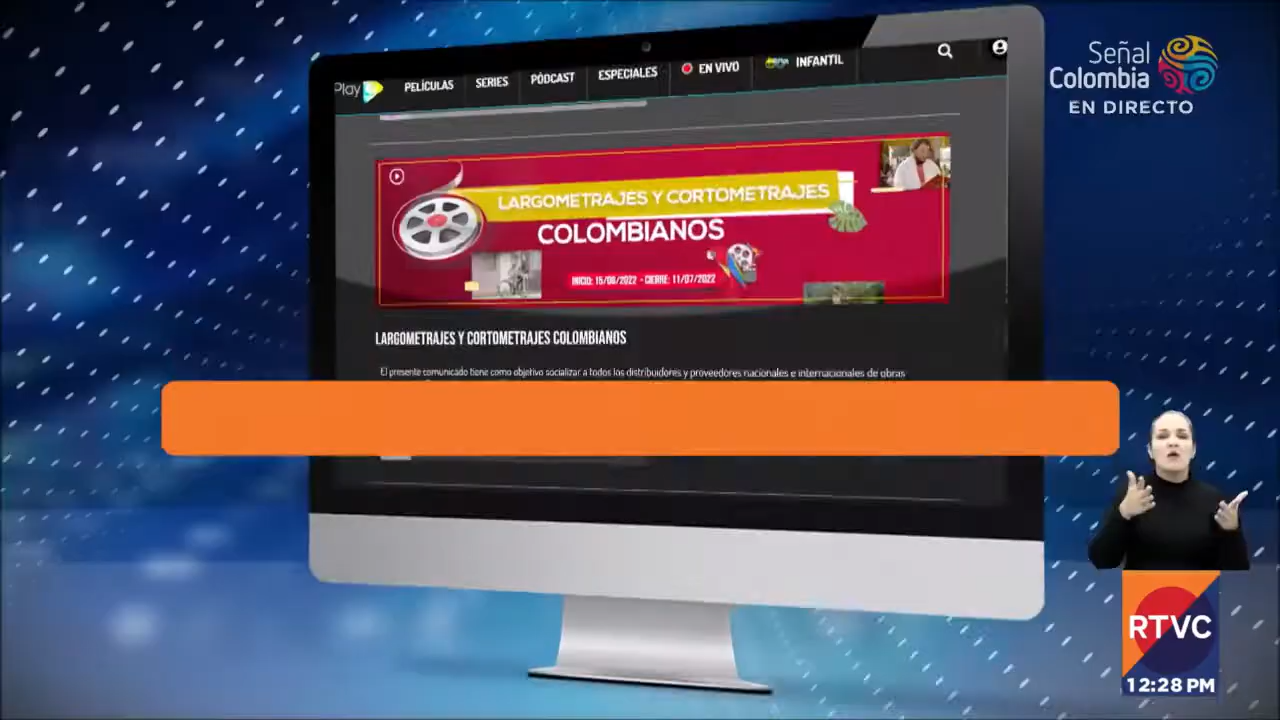 Señal
Colombia
EN DIRECTO
Play
PELÍCULAS
SERIES
PÓDCAST
ESPECIALES
EN VIVO
INFANTIL
LARGOMETRAJES Y CORTOMETRAJES
COLOMBIANOS
INICIO: 15/06/2022 - CIERRE: 11/07/2022
LARGOMETRAJES Y CORTOMETRAJES COLOMBIANOS
El presente comunicado tiene como objetivo socializar a todos los distribuidores y proveedores nacionales e internacionales de obras
RTVC
12:28 PM